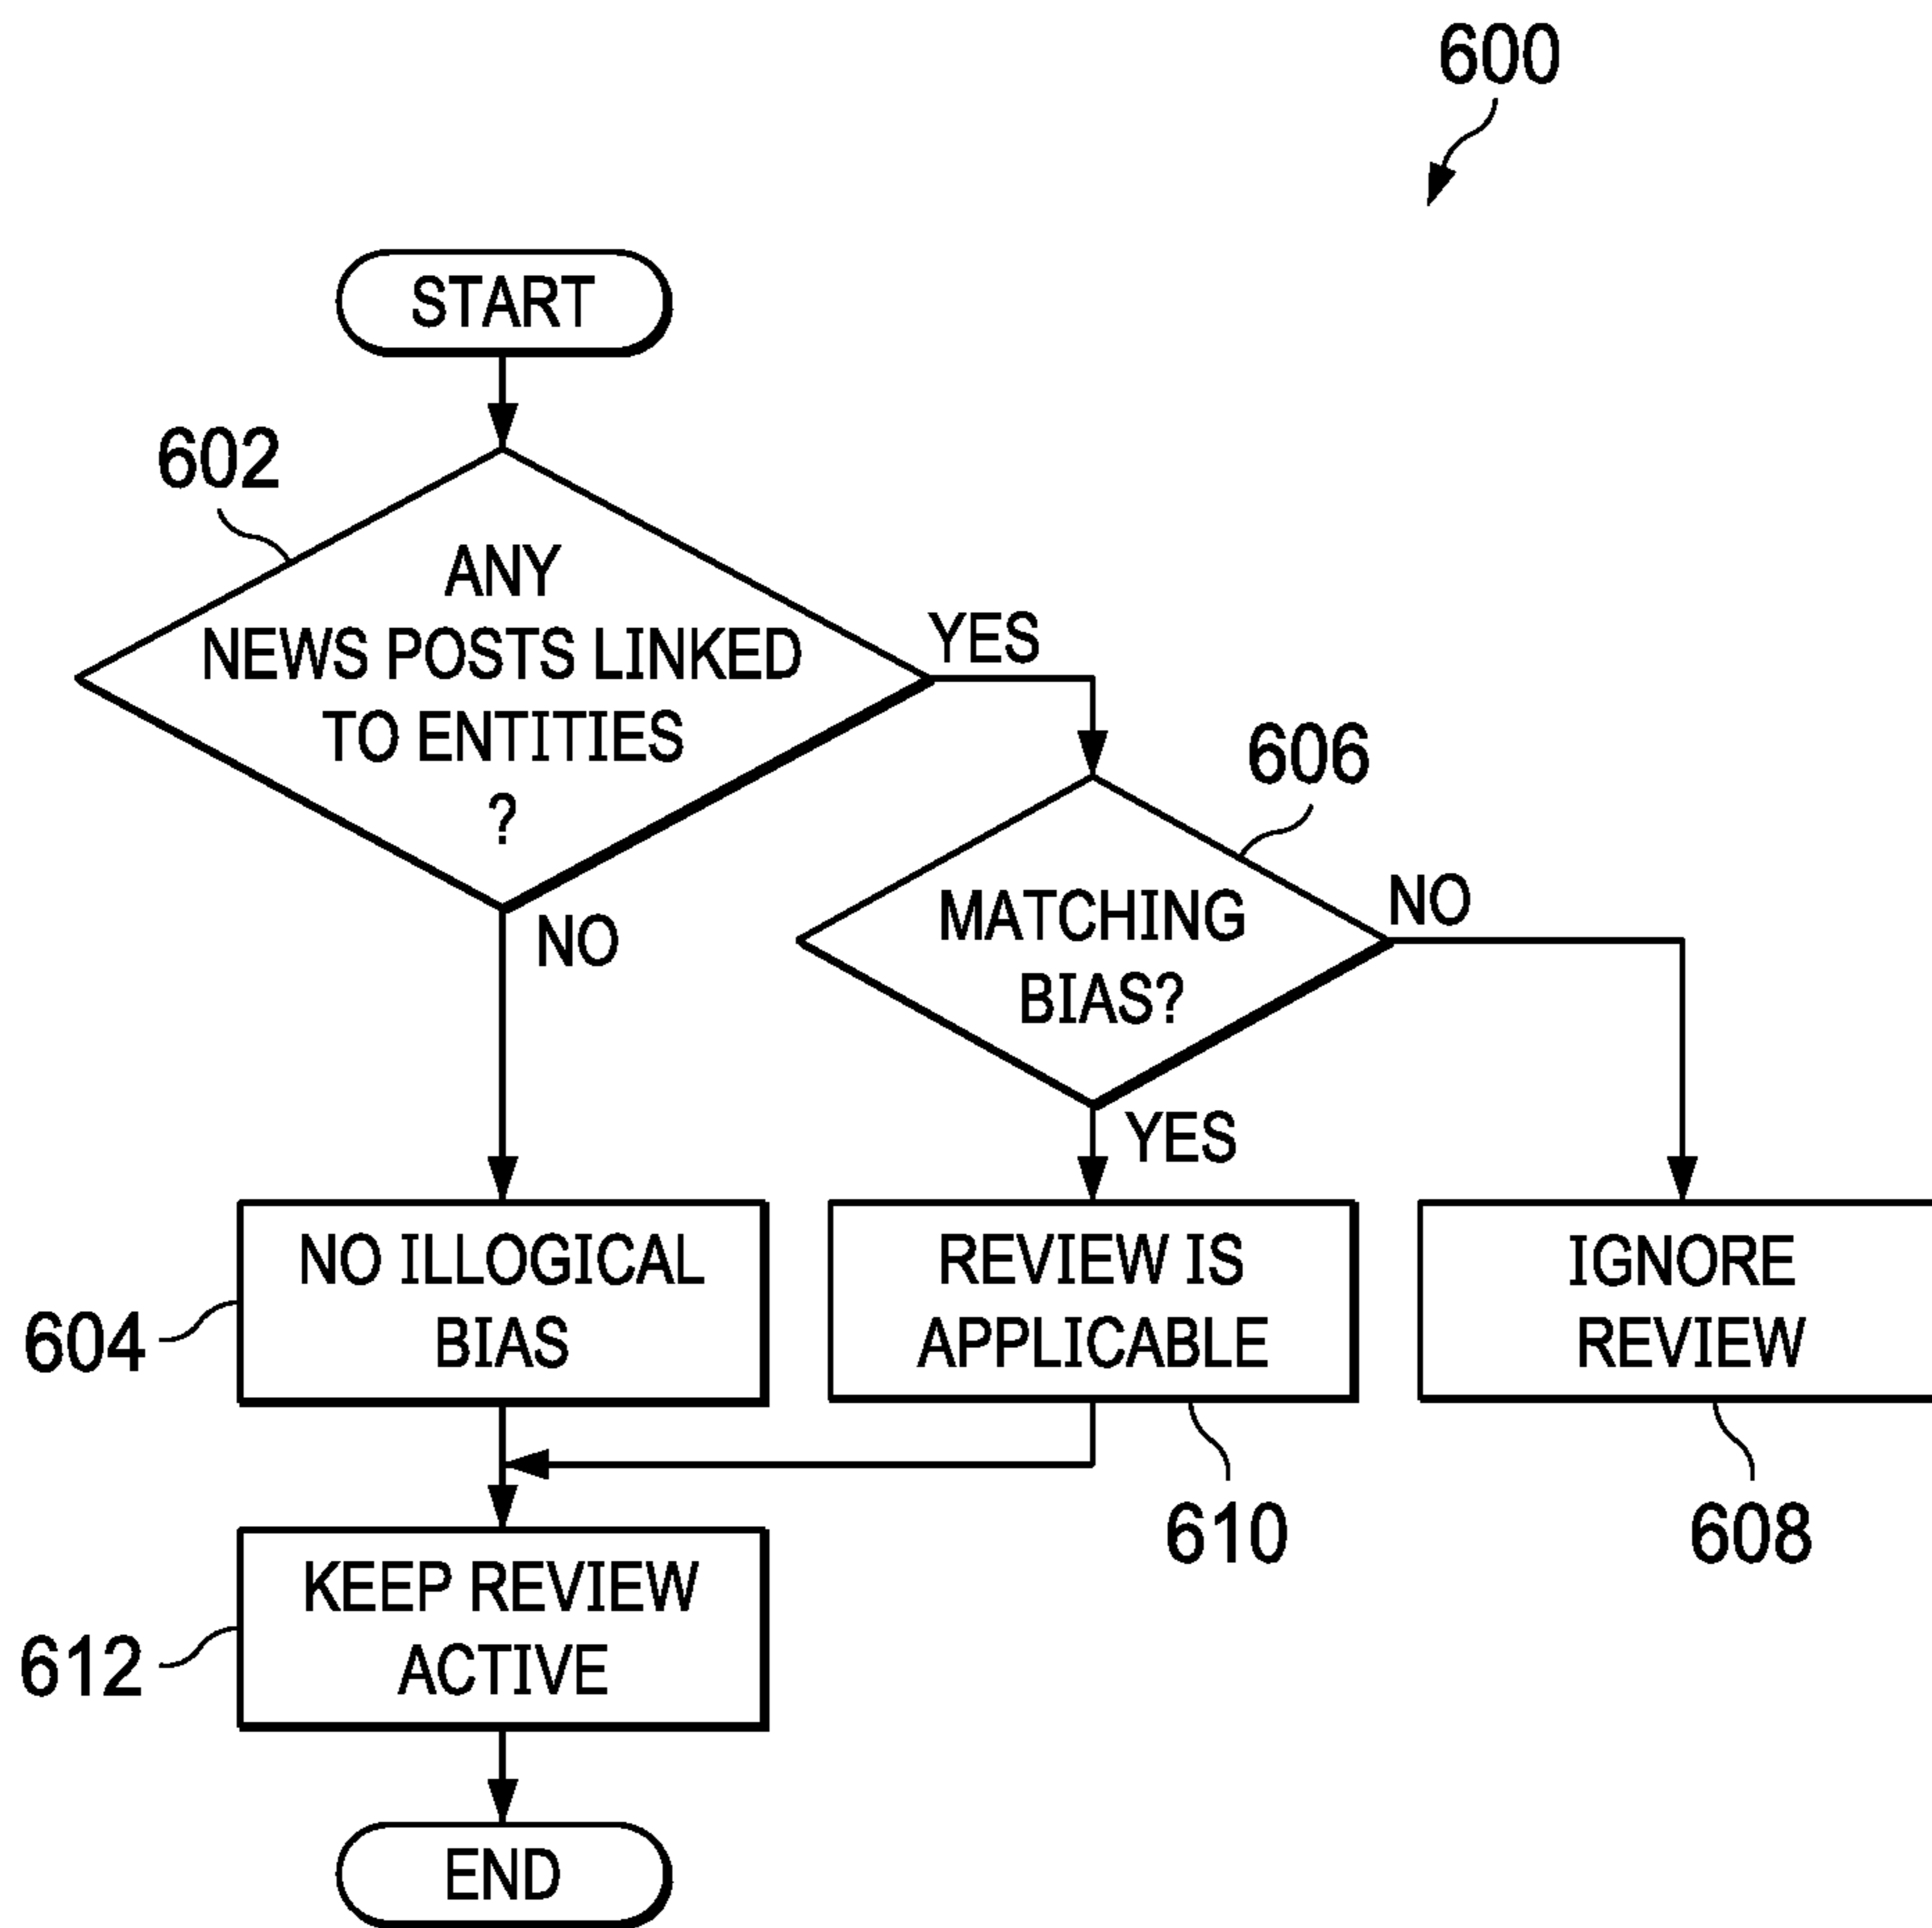 600
START
602
ANY
NEWS POSTS LINKED
TO ENTITIES
?
YES
NO
606
MATCHING
BIAS?
NO
YES
604
NO ILLOGICAL
BIAS
REVIEW IS
APPLICABLE
610
IGNORE
REVIEW
608
612
KEEP REVIEW
ACTIVE
END